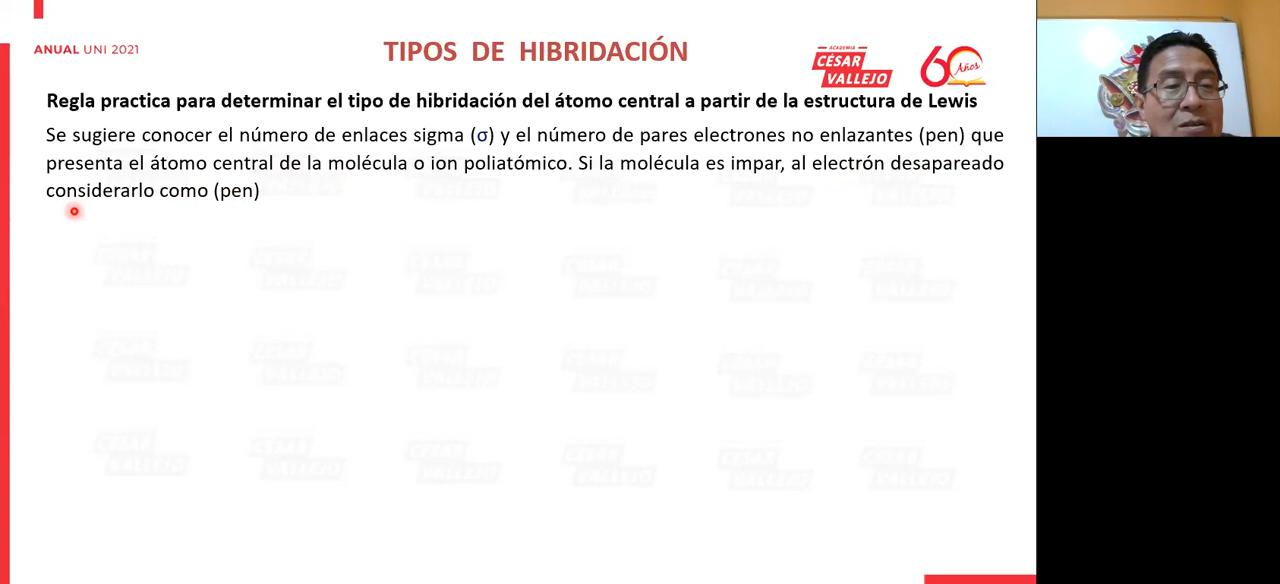 ANUAL UNI 2021
TIPOS DE HIBRIDACIÓN
ACADEMIA
CÉSAR
VALLEJO
60
Años
Regla practica para determinar el tipo de hibridación del átomo central a partir de la estructura de Lewis
Se sugiere conocer el número de enlaces sigma (σ) y el número de pares electrones no enlazantes (pen) que
presenta el átomo central de la molécula o ion poliatómico. Si la molécula es impar, al electrón desapareado
considerarlo como (pen)